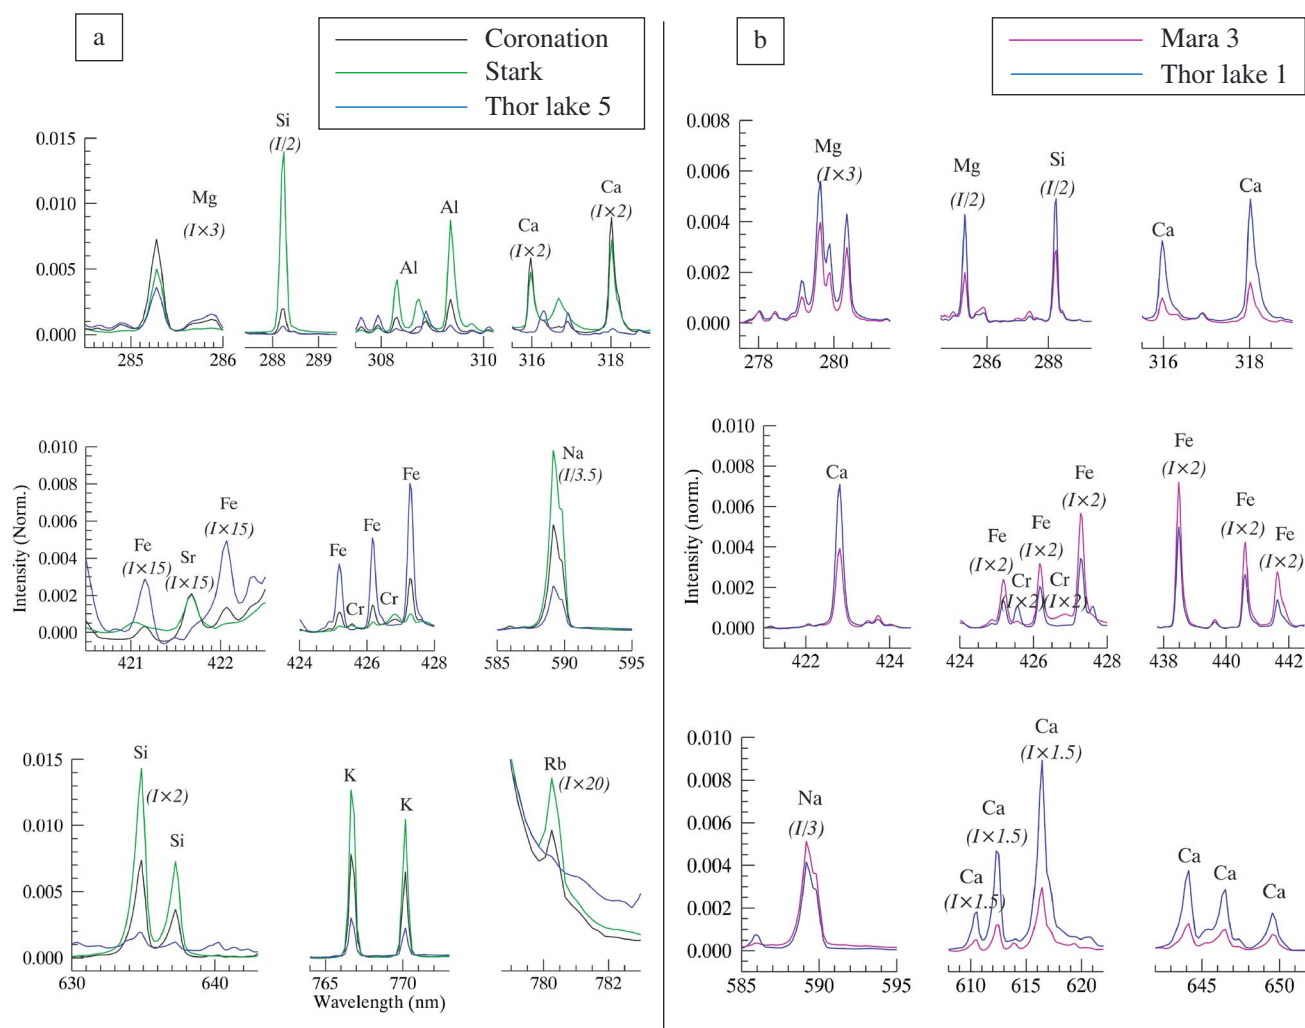 a
Coronation
Stark
Thor lake 5
Si
(I/2)
0.015
0.010
0.005
0.000
Mg
(I×3)
Al
Al
Ca
(I×2)
Ca
(I×2)
285 286
288 289
308 310
316 318
0.010
0.008
0.006
0.004
0.002
0.000
Intensity (Norm.)
Fe
(I×15)
Sr
(I×15)
Fe
(I×15)
Fe
Cr
Fe
Cr
Fe
Na
(I/3.5)
421 422
424 426 428
585 590 595
0.015
0.010
0.005
0.000
Si
(I×2)
Si
K
K
Rb
(I×20)
630 640
765 770
780 782
Wavelength (nm)
b
Mara 3
Thor lake 1
0.008
0.006
0.004
0.002
0.000
Mg
(I×3)
Mg
(I/2)
Si
(I/2)
Ca
Ca
278 280
286 288
316 318
0.010
0.008
0.006
0.004
0.002
0.000
Intensity (norm.)
Ca
Fe
(I×2)
Cr
(I×2)
Fe
(I×2)
Cr
(I×2)
Fe
(I×2)
Fe
(I×2)
Fe
(I×2)
Fe
(I×2)
422 424
424 426 428
438 440 442
0.010
0.008
0.006
0.004
0.002
0.000
Na
(I/3)
Ca
(I×1.5)
Ca
(I×1.5)
Ca
(I×1.5)
Ca
Ca
Ca
585 590 595
610 615 620
645 650